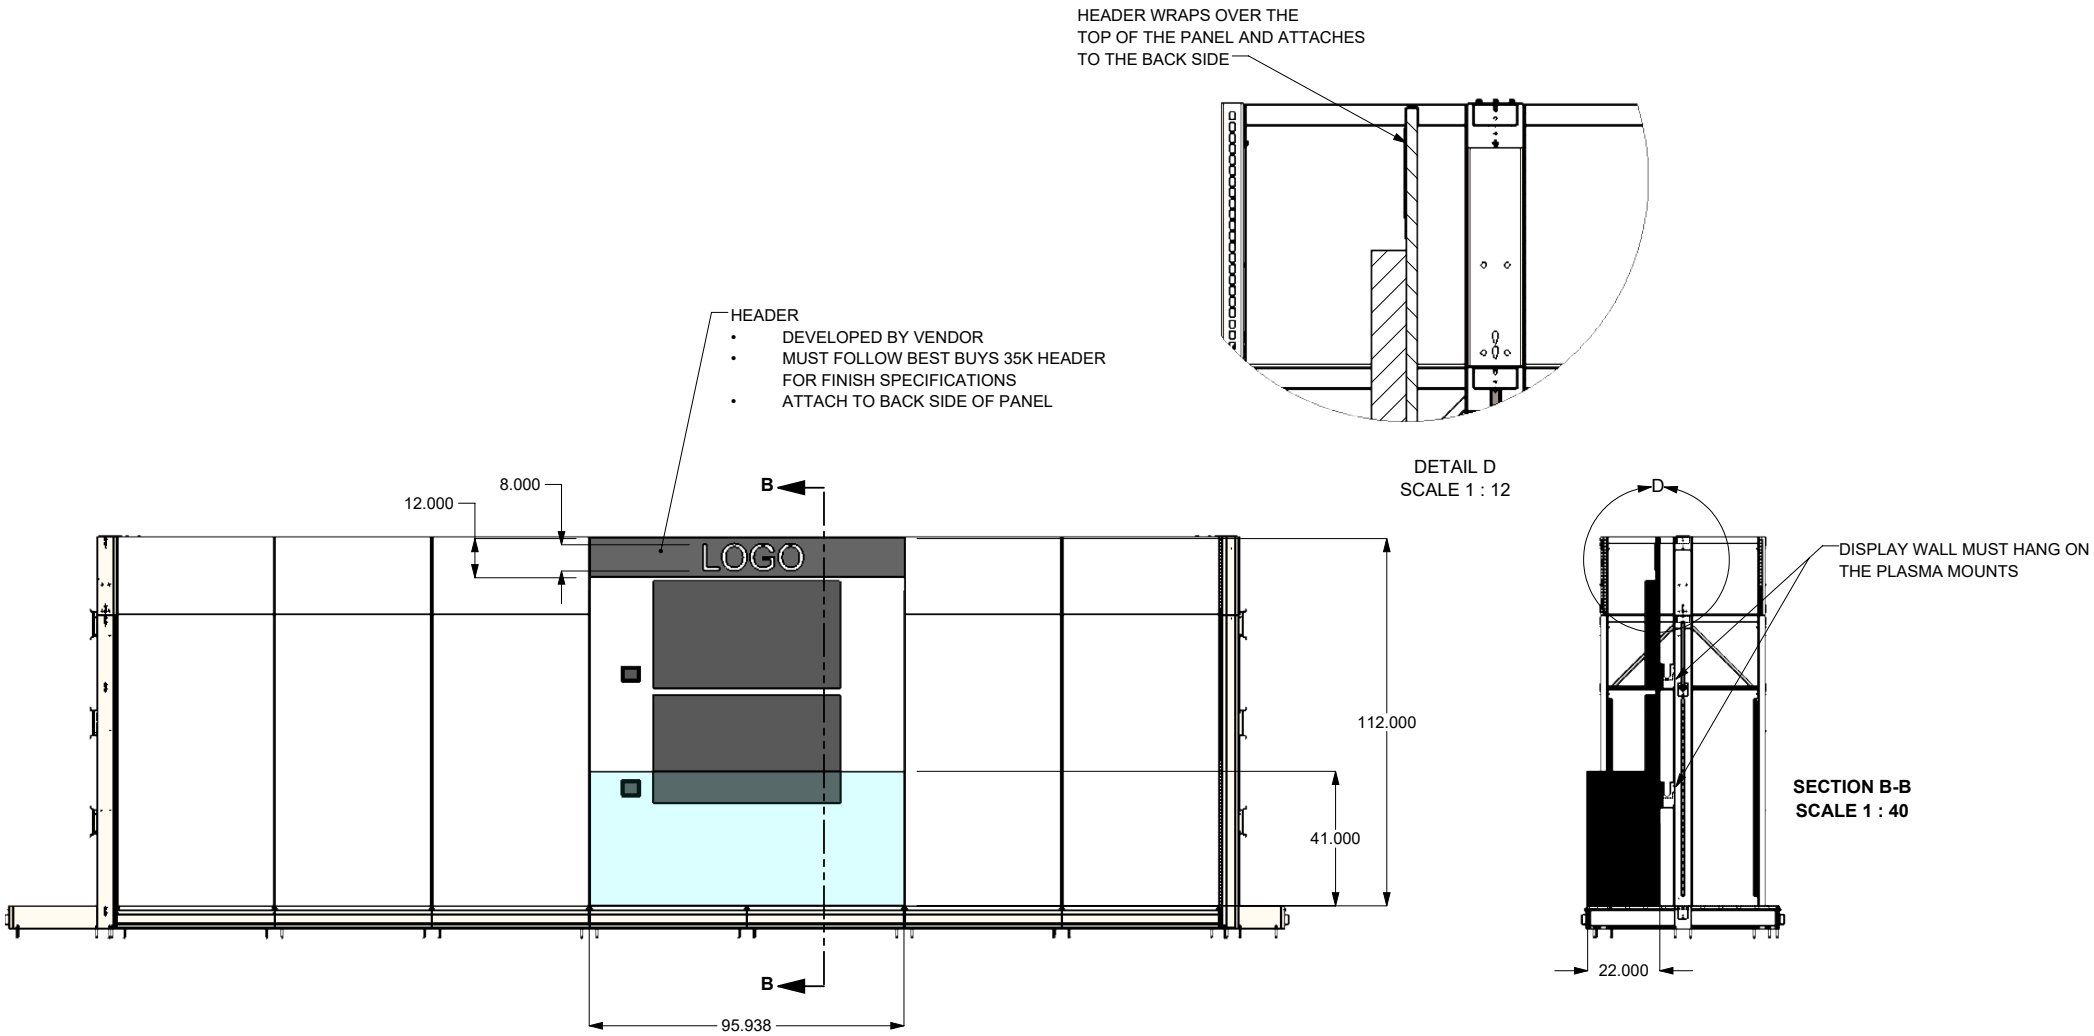 HEADER WRAPS OVER THE
TOP OF THE PANEL AND ATTACHES
TO THE BACK SIDE
HEADER
• DEVELOPED BY VENDOR
• MUST FOLLOW BEST BUYS 35K HEADER
FOR FINISH SPECIFICATIONS
• ATTACH TO BACK SIDE OF PANEL
DETAIL D
SCALE 1 : 12
B
8.000
12.000
LOGO
D
DISPLAY WALL MUST HANG ON
THE PLASMA MOUNTS
112.000
41.000
SECTION B-B
SCALE 1 : 40
B
22.000
95.938